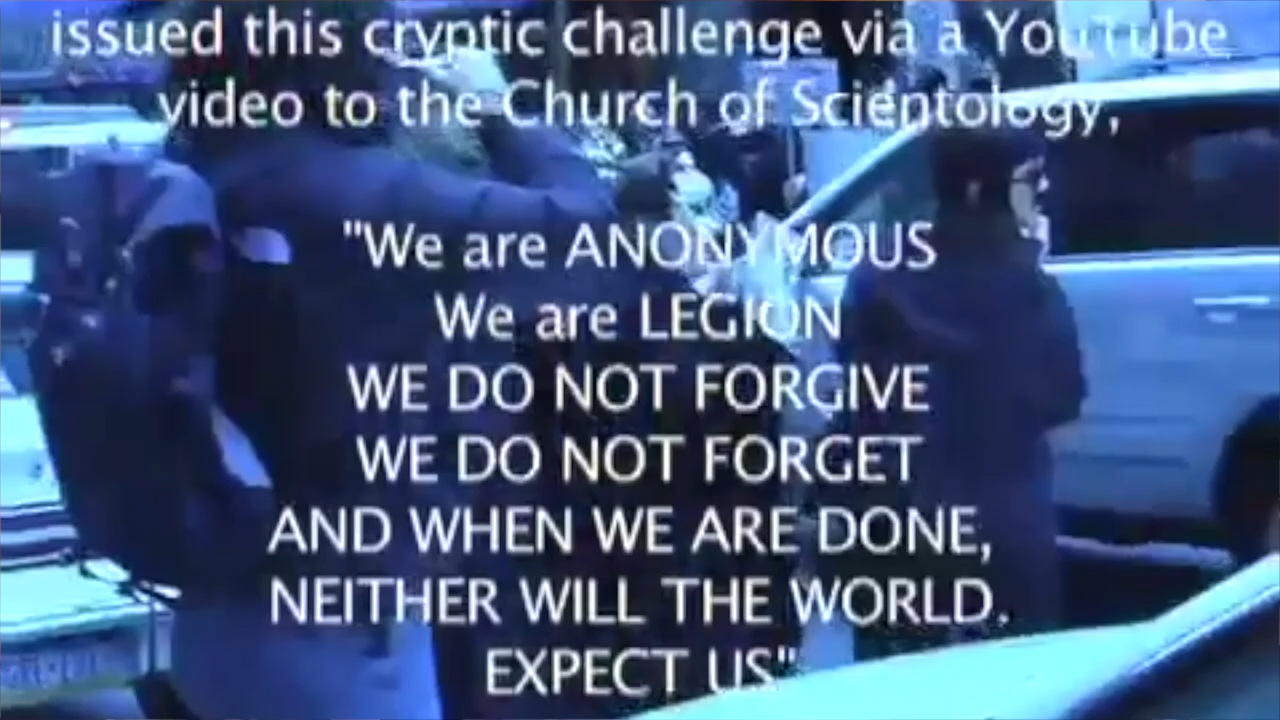 issued this cryptic challenge via a YouTube
video to the Church of Scientology,
"We are ANONYMOUS
We are LEGION
WE DO NOT FORGIVE
WE DO NOT FORGET
AND WHEN WE ARE DONE,
NEITHER WILL THE WORLD.
EXPECT US"